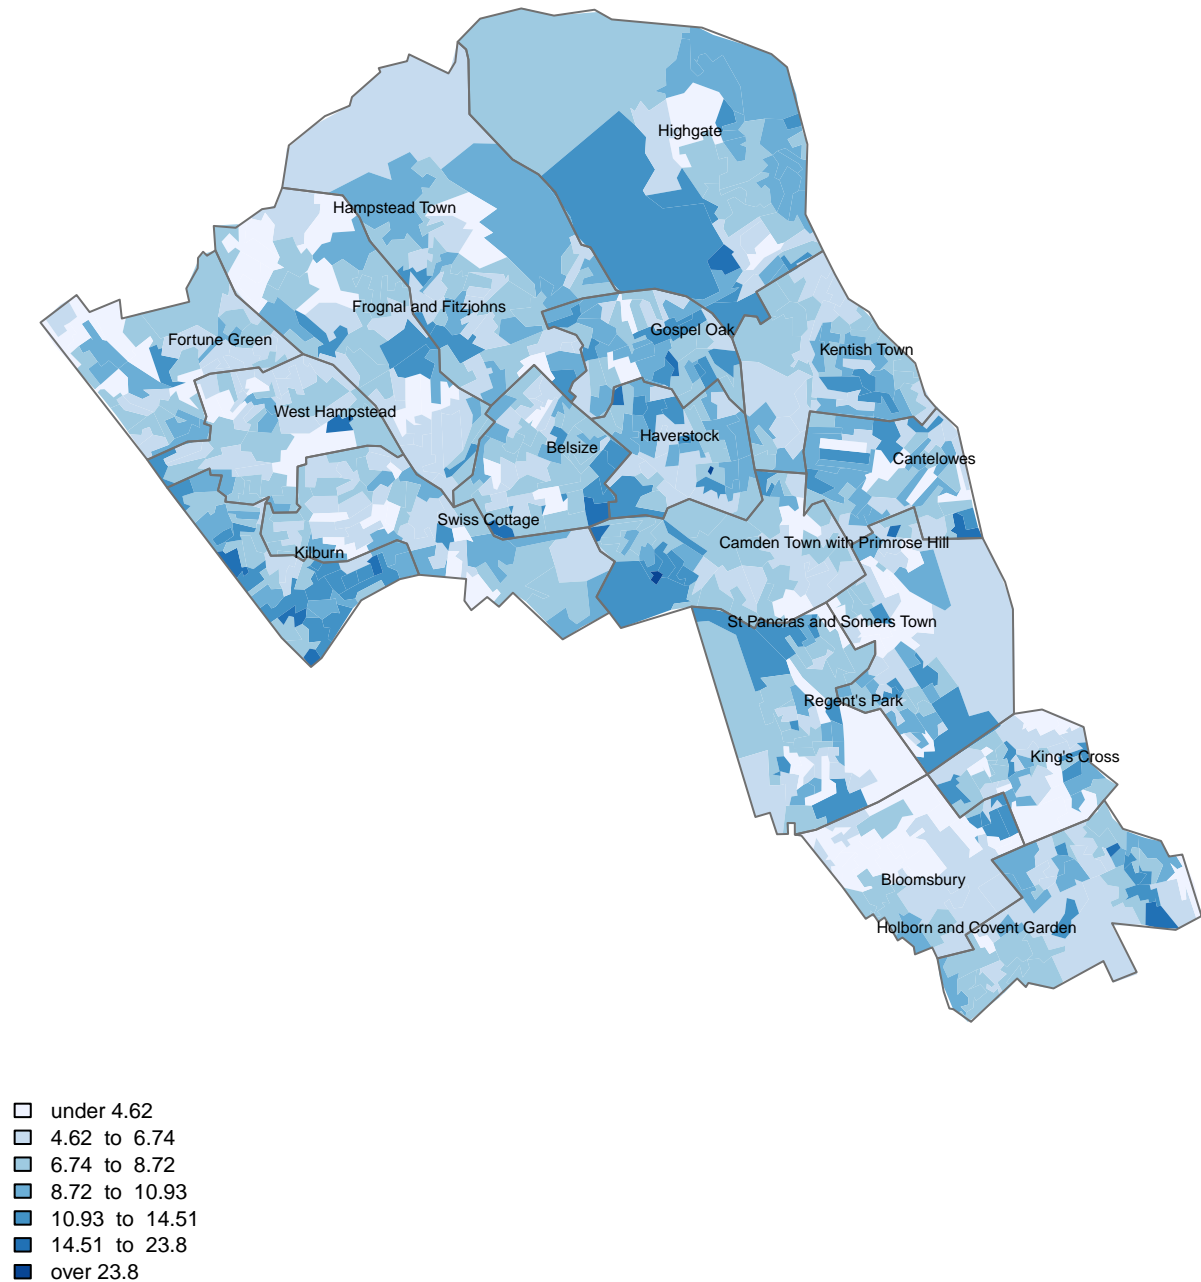 Highgate
Hampstead Town
Frognal and Fitzjohns
Gospel Oak
Fortune Green
Kentish Town
West Hampstead
Haverstock
Belsize
Cantelowes
Swiss Cottage
Camden Town with Primrose Hill
Kilburn
St Pancras and Somers Town
Regent's Park
King's Cross
Bloomsbury
Holborn and Covent Garden
under 4.62
4.62 to 6.74
6.74 to 8.72
8.72 to 10.93
10.93 to 14.51
14.51 to 23.8
over 23.8